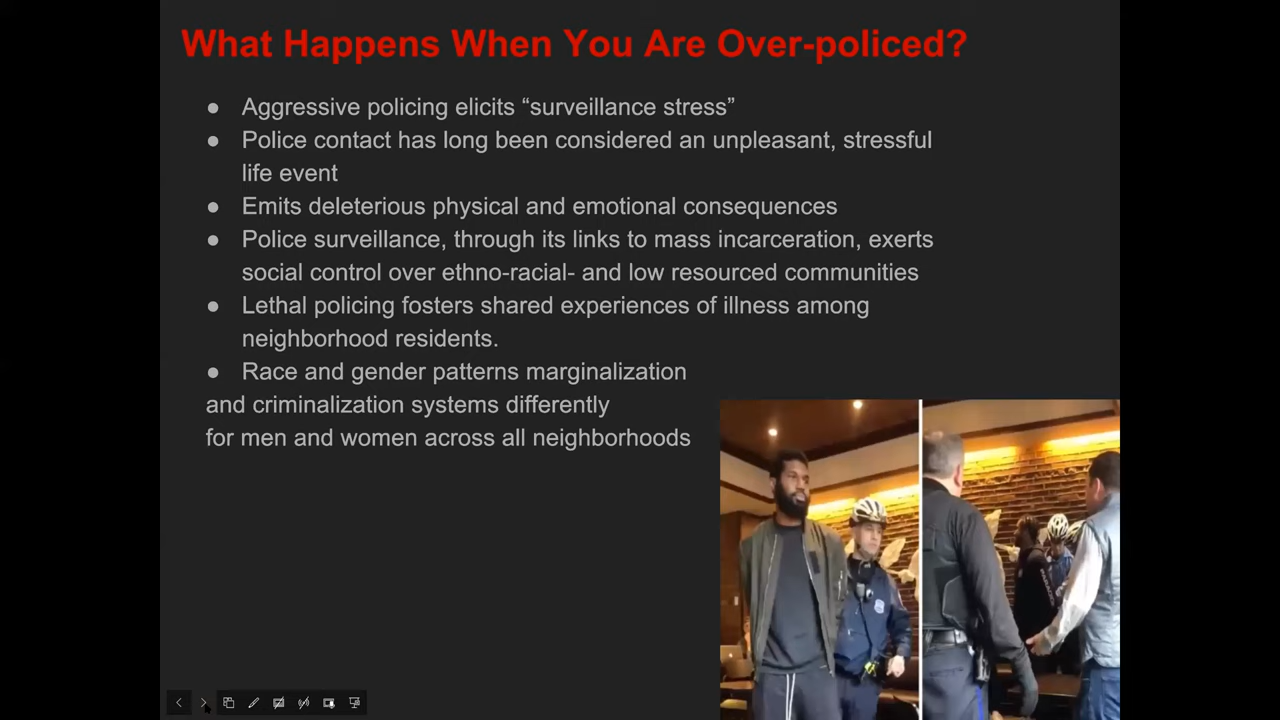 What Happens When You Are Over-policed?
● Aggressive policing elicits “surveillance stress”
● Police contact has long been considered an unpleasant, stressful
life event
● Emits deleterious physical and emotional consequences
● Police surveillance, through its links to mass incarceration, exerts
social control over ethno-racial- and low resourced communities
● Lethal policing fosters shared experiences of illness among
neighborhood residents.
● Race and gender patterns marginalization
and criminalization systems differently
for men and women across all neighborhoods